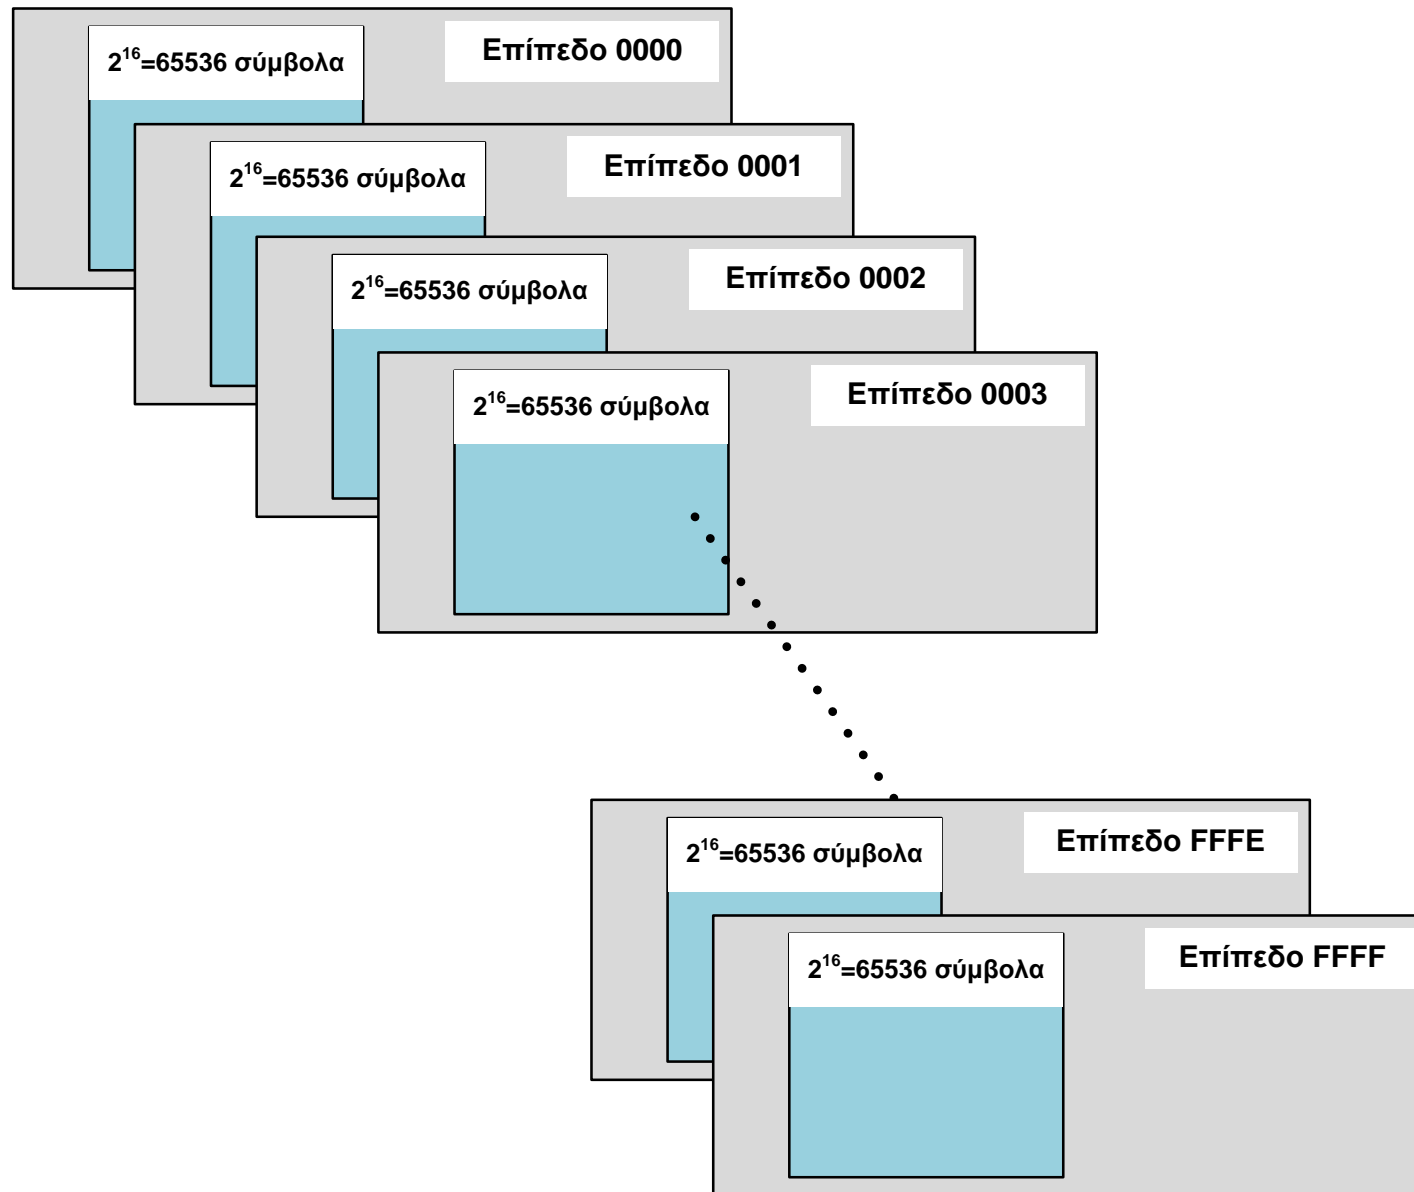 2^16=65536 σύμβολα
Επίπεδο 0000
2^16=65536 σύμβολα
Επίπεδο 0001
2^16=65536 σύμβολα
Επίπεδο 0002
2^16=65536 σύμβολα
Επίπεδο 0003
2^16=65536 σύμβολα
Επίπεδο FFFE
2^16=65536 σύμβολα
Επίπεδο FFFF